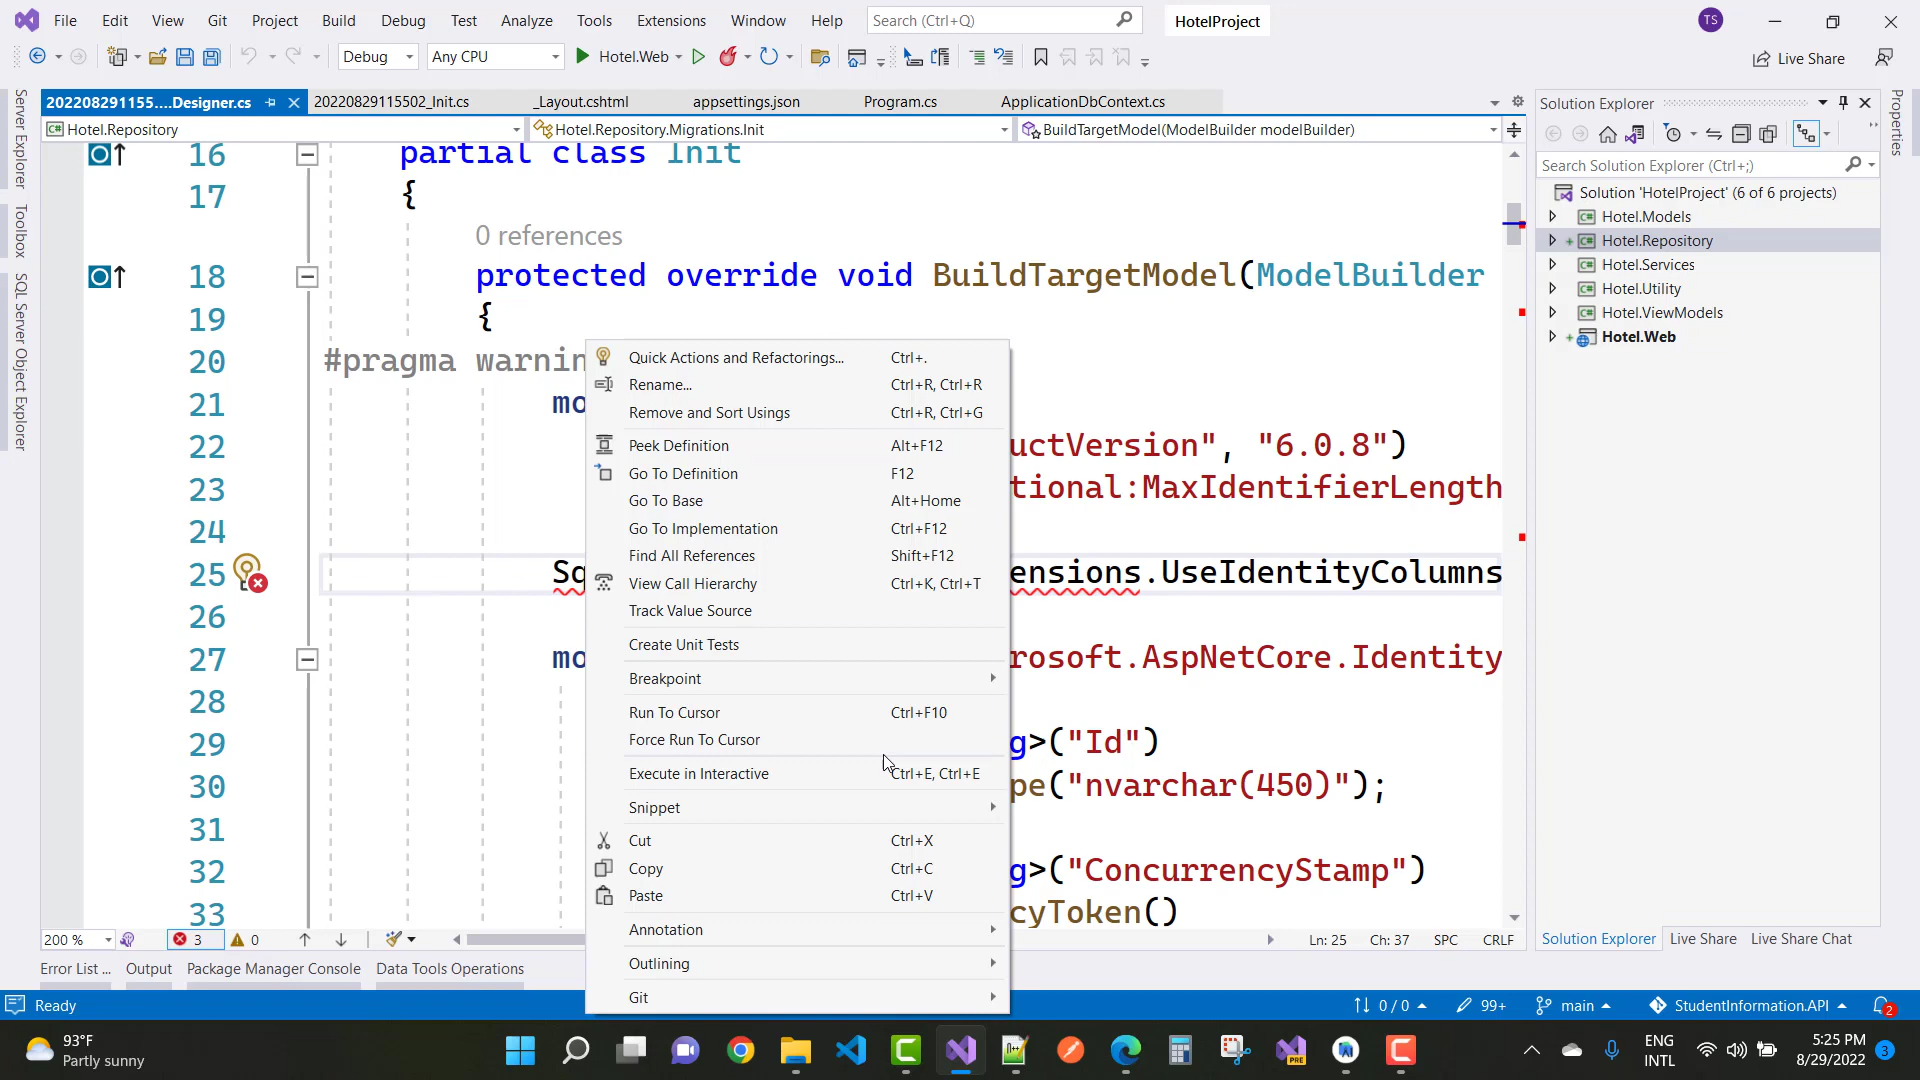 File Edit View Git Project Build Debug Test Analyze Tools Extensions Window Help Search (Ctrl+Q) HotelProject TS
Debug Any CPU Hotel.Web Live Share
202208291155....Designer.cs 20220829115502_Init.cs _Layout.cshtml appsettings.json Program.cs ApplicationDbContext.cs
Hotel.Repository Hotel.Repository.Migrations.Init BuildTargetModel(ModelBuilder modelBuilder)
Server Explorer
Toolbox
SQL Server Object Explorer
16 partial class Init
17 {
0 references
18 protected override void BuildTargetModel(ModelBuilder
19 {
20 #pragma warnin
21 mo
22 uctVersion", "6.0.8")
23 tional:MaxIdentifierLength
24
25 Sq ensions.UseIdentityColumns
26
27 mo rosoft.AspNetCore.Identity
28
29 g>("Id")
30 pe("nvarchar(450)");
31
32 g>("ConcurrencyStamp")
33 cyToken()
Quick Actions and Refactorings... Ctrl+.
Rename... Ctrl+R, Ctrl+R
Remove and Sort Usings Ctrl+R, Ctrl+G
Peek Definition Alt+F12
Go To Definition F12
Go To Base Alt+Home
Go To Implementation Ctrl+F12
Find All References Shift+F12
View Call Hierarchy Ctrl+K, Ctrl+T
Track Value Source
Create Unit Tests
Breakpoint
Run To Cursor Ctrl+F10
Force Run To Cursor
Execute in Interactive Ctrl+E, Ctrl+E
Snippet
Cut Ctrl+X
Copy Ctrl+C
Paste Ctrl+V
Annotation
Outlining
Git
Solution Explorer
Search Solution Explorer (Ctrl+;)
Solution 'HotelProject' (6 of 6 projects)
Hotel.Models
Hotel.Repository
Hotel.Services
Hotel.Utility
Hotel.ViewModels
Hotel.Web
Properties
200 % 3 0 Ln: 25 Ch: 37 SPC CRLF
Solution Explorer Live Share Live Share Chat
Error List ... Output Package Manager Console Data Tools Operations
Ready 0 / 0 99+ main StudentInformation.API 2
93°F
Partly sunny
PRE
ENG
INTL
5:25 PM
8/29/2022
3